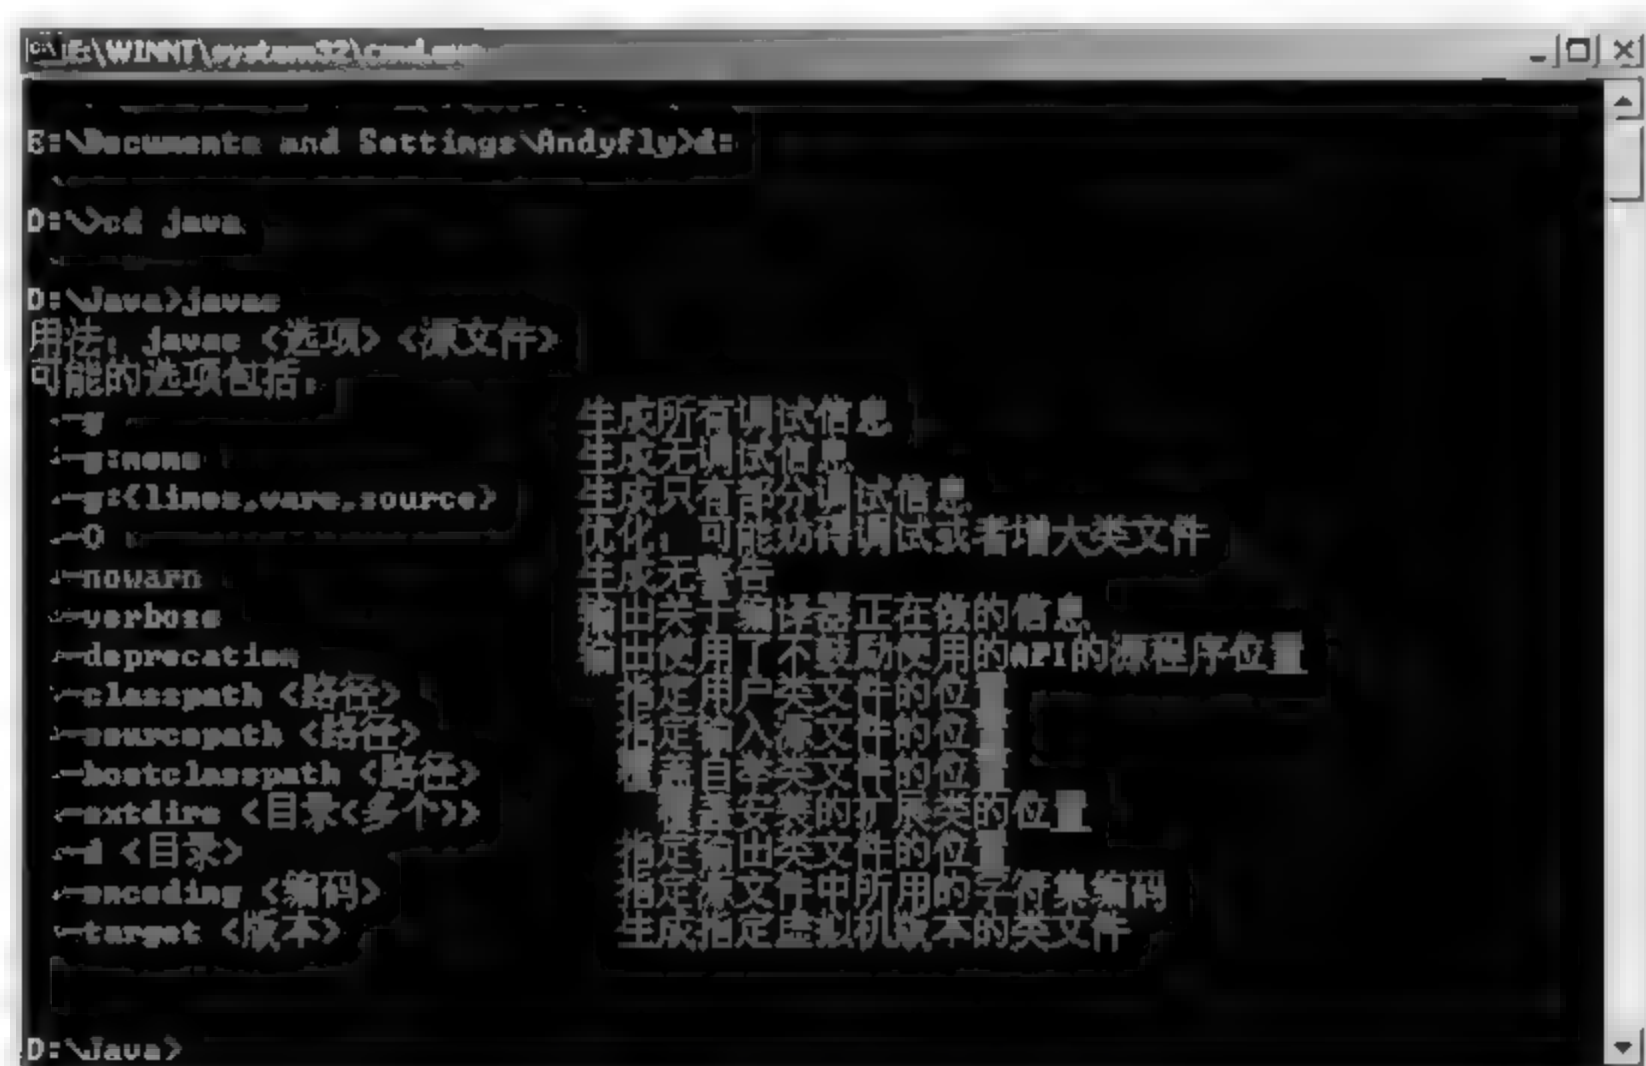 E:\WINNT\system32\cmd.exe
E:\Documents and Settings\Andyfly>d:
D:\>cd java
D:\Java>javac
用法：javac <选项> <源文件>
可能的选项包括：
-g 生成所有调试信息
-g:none 生成无调试信息
-g:{lines,vars,source} 生成只有部分调试信息
-O 优化；可能妨碍调试或者增大类文件
-nowarn 生成无警告
-verbose 输出关于编译器正在做的信息
-deprecation 输出使用了不鼓励使用的API的源程序位置
-classpath <路径> 指定用户类文件的位置
-sourcepath <路径> 指定输入源文件的位置
-bootclasspath <路径> 覆盖自举类文件的位置
-extdirs <目录<多个>> 覆盖安装的扩展类的位置
-d <目录> 指定输出类文件的位置
-encoding <编码> 指定源文件中所用的字符集编码
-target <版本> 生成指定虚拟机版本的类文件
D:\Java>